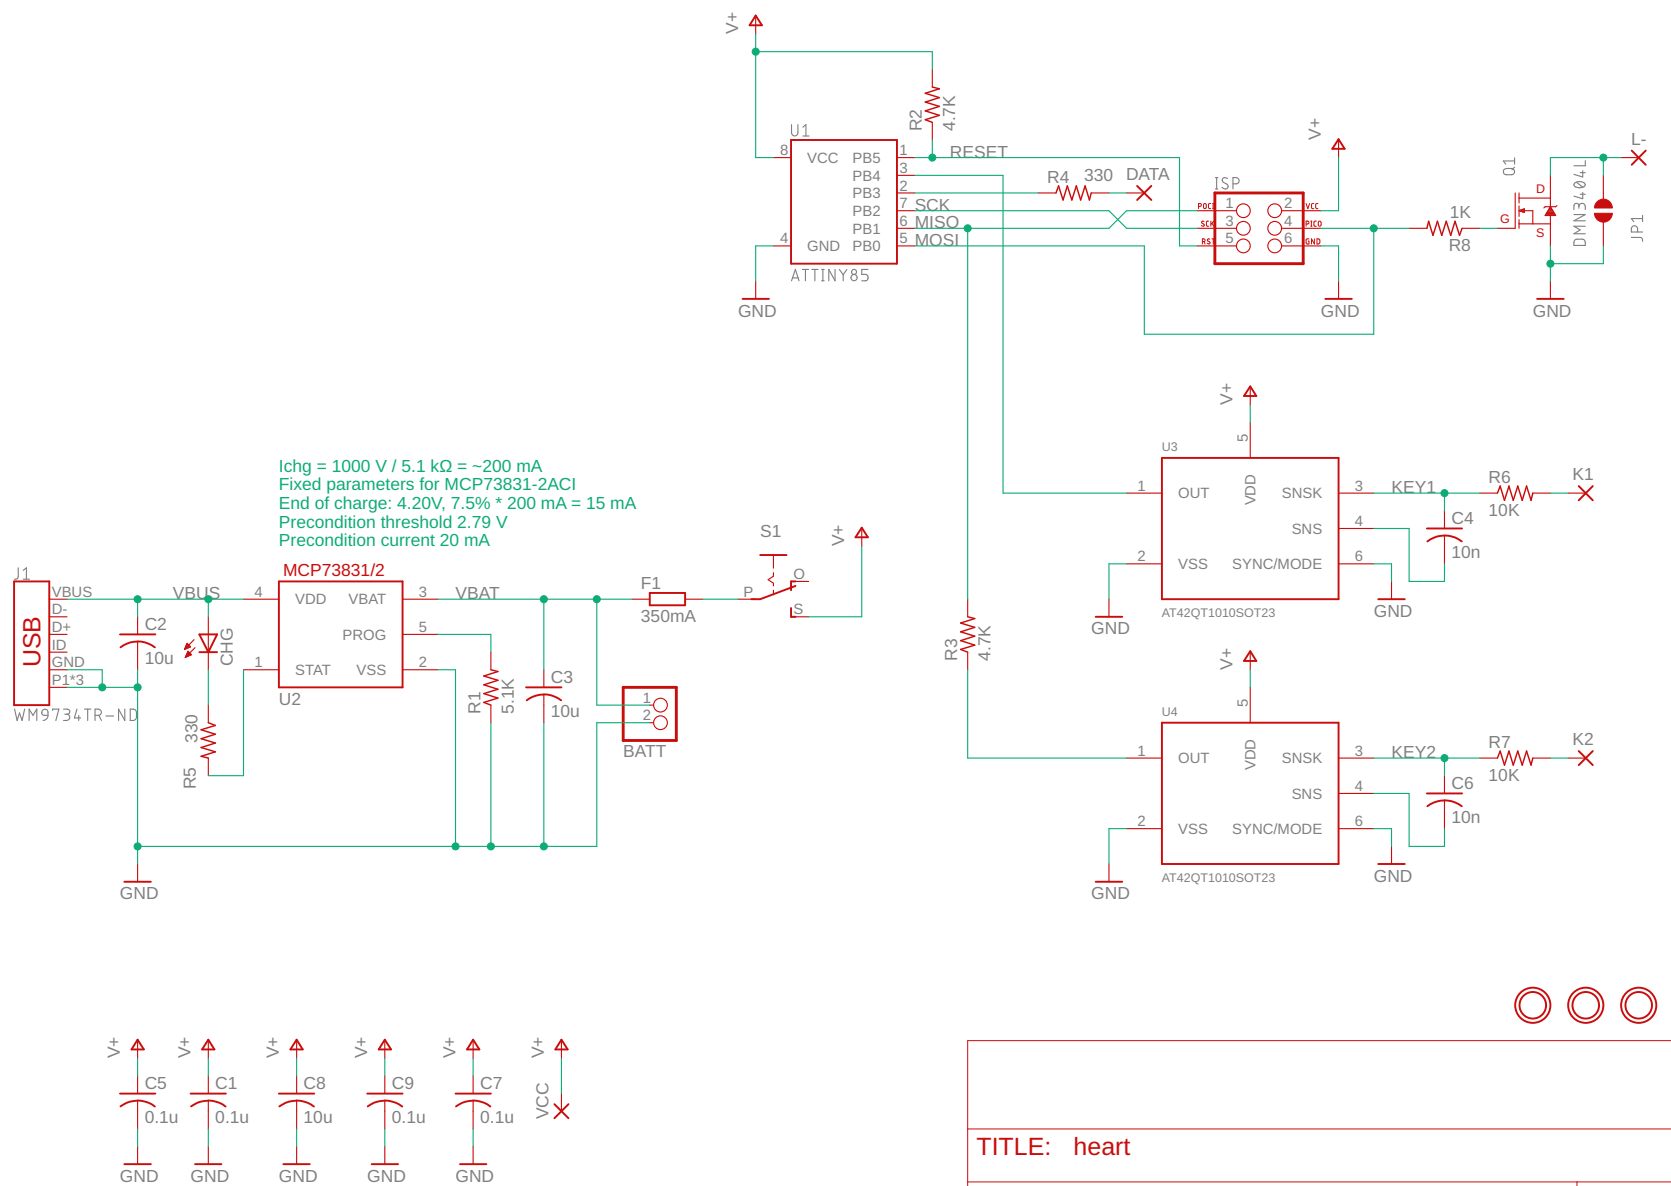 V+
R2
4.7K
U1
8
VCC
PB5
1
RESET
PB4
3
PB3
2
R4
330
DATA
PB2
7
SCK
PB1
6
MISO
4
GND
PB0
5
MOSI
ATTINY85
GND
ISP
POCI
1
2
VCC
SCK
3
4
PICO
RST
5
6
GND
V+
GND
1K
R8
Q1
D
G
S
DMN3404L
JP1
L-
GND
V+
U3
5
1
OUT
VDD
SNSK
3
KEY1
R6
10K
K1
SNS
4
C4
10n
2
VSS
SYNC/MODE
6
GND
GND
AT42QT1010SOT23
R3
4.7K
V+
U4
5
1
OUT
VDD
SNSK
3
KEY2
R7
10K
K2
SNS
4
C6
10n
2
VSS
SYNC/MODE
6
GND
GND
AT42QT1010SOT23
Ichg = 1000 V / 5.1 kΩ = ~200 mA
Fixed parameters for MCP73831-2ACI
End of charge: 4.20V, 7.5% * 200 mA = 15 mA
Precondition threshold 2.79 V
Precondition current 20 mA
J1
USB
VBUS
D-
D+
ID
GND
P1*3
WM9734TR-ND
C2
10u
VBUS
CHG
330
R5
MCP73831/2
4
VDD
VBAT
3
VBAT
PROG
5
1
STAT
VSS
2
U2
R1
5.1K
C3
10u
F1
350mA
S1
P
O
S
V+
1
2
BATT
GND
V+
C5
0.1u
GND
V+
C1
0.1u
GND
V+
C8
10u
GND
V+
C9
0.1u
GND
V+
C7
0.1u
GND
V+
VCC
TITLE: heart